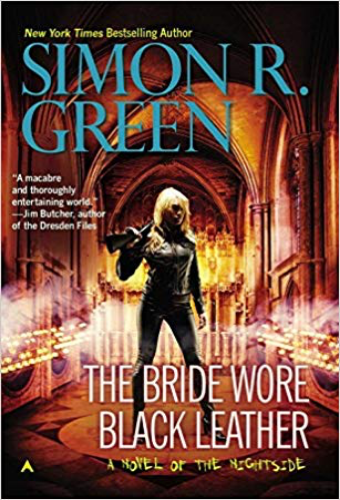 New York Times Bestselling Author
SIMON R.
GREEN
"A macabre
and thoroughly
entertaining world."
—Jim Butcher, author
of the Dresden Files
THE BRIDE WORE
BLACK LEATHER
A NOVEL OF THE NIGHTSIDE